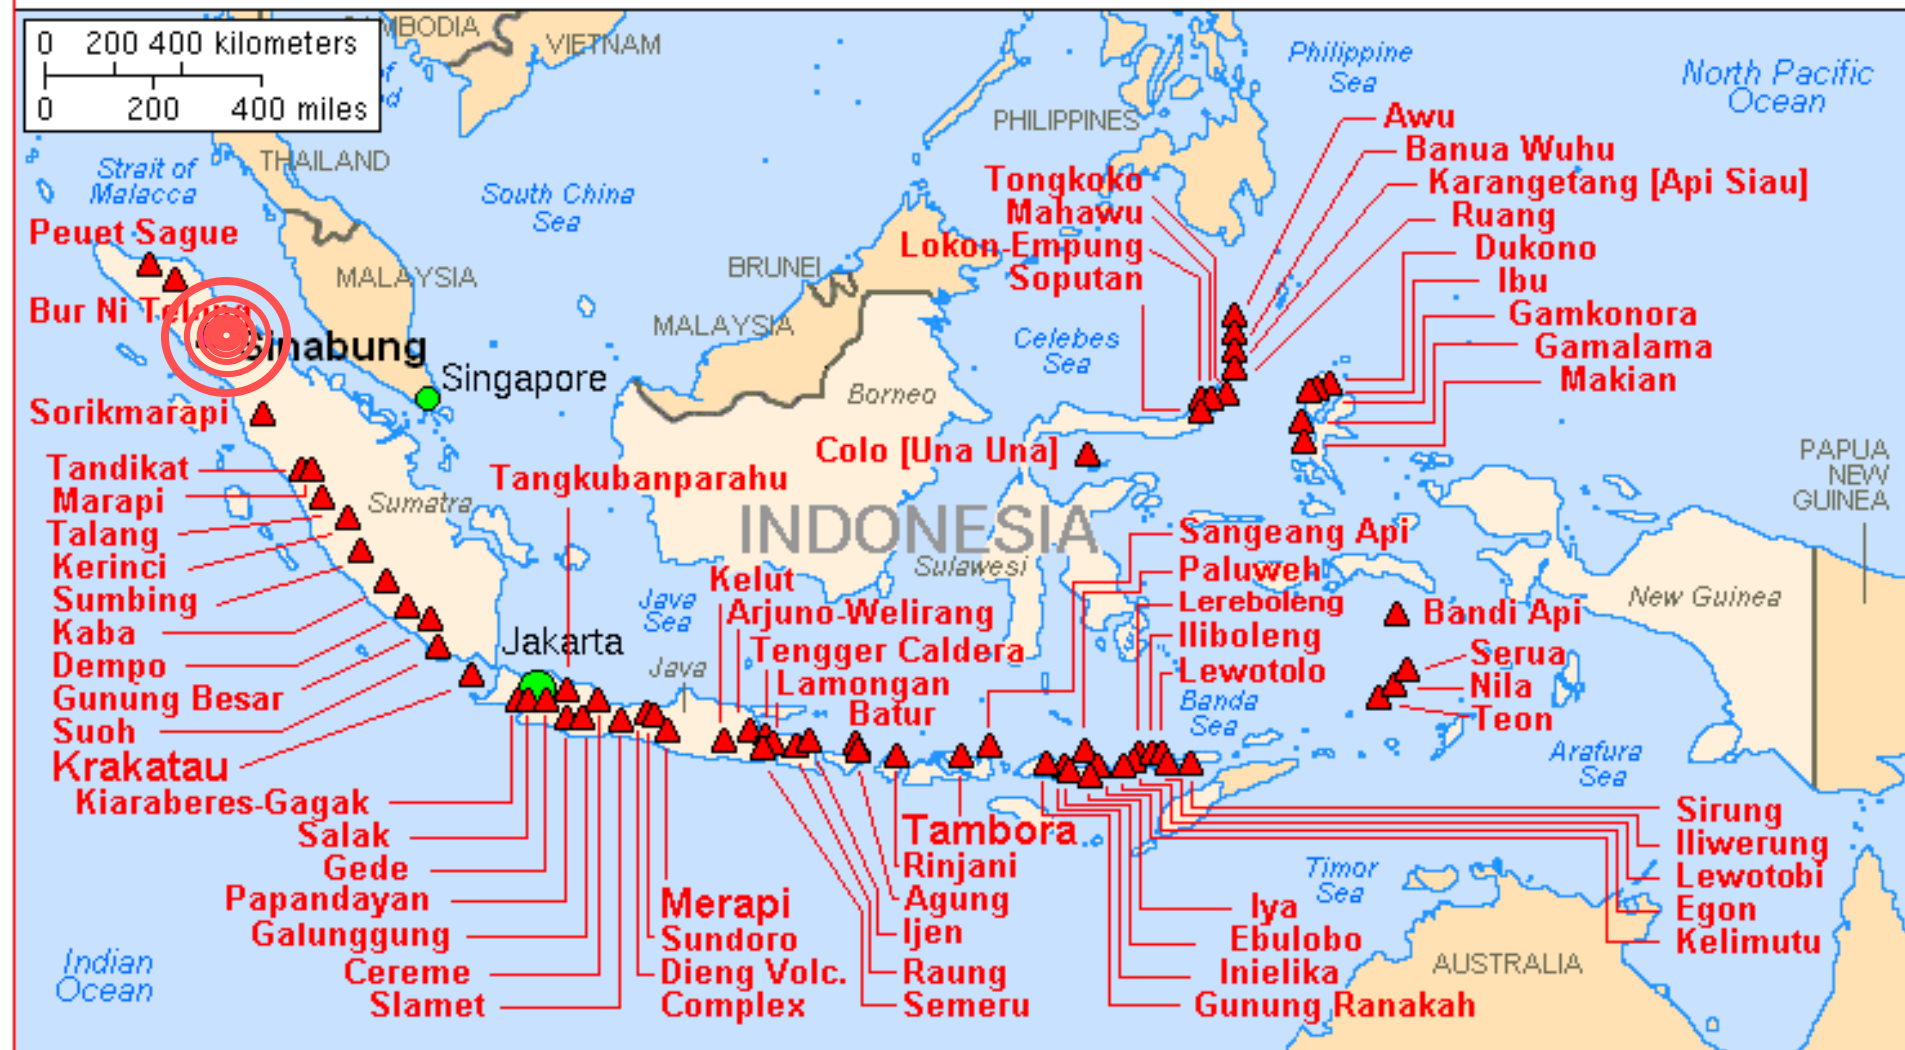 0 200 400 kilometers
0 200 400 miles
CAMBODIA
VIETNAM
THAILAND
Philippine
Sea
North Pacific
Ocean
PHILIPPINES
Strait of
Malacca
South China
Sea
Awu
Banua Wuhu
Karangetang [Api Siau]
Ruang
Dukono
Ibu
Gamkonora
Gamalama
Makian
Tongkoko
Mahawu
Lokon-Empung
Soputan
Peuet Sague
MALAYSIA
BRUNEI
Bur Ni Telong
MALAYSIA
Celebes
Sea
Sinabung
Singapore
Borneo
Sorikmarapi
Colo [Una Una]
PAPUA
NEW
GUINEA
Tandikat
Marapi
Talang
Kerinci
Sumbing
Kaba
Dempo
Gunung Besar
Suoh
Krakatau
Sumatra
Tangkubanparahu
INDONESIA
Sulawesi
Sangeang Api
Paluweh
Lereboleng
Iliboleng
Lewotolo
New Guinea
Bandi Api
Serua
Nila
Teon
Java
Sea
Kelut
Arjuno-Welirang
Tengger Caldera
Lamongan
Batur
Jakarta
Java
Banda
Sea
Arafura
Sea
Kiaraberes-Gagak
Salak
Gede
Papandayan
Galunggung
Cereme
Slamet
Merapi
Sundoro
Dieng Volc.
Complex
Tambora
Rinjani
Agung
Ijen
Raung
Semeru
Timor
Sea
Sirung
Iliwerung
Lewotobi
Egon
Kelimutu
Iya
Ebulobo
Inielika
Gunung Ranakah
Indian
Ocean
AUSTRALIA